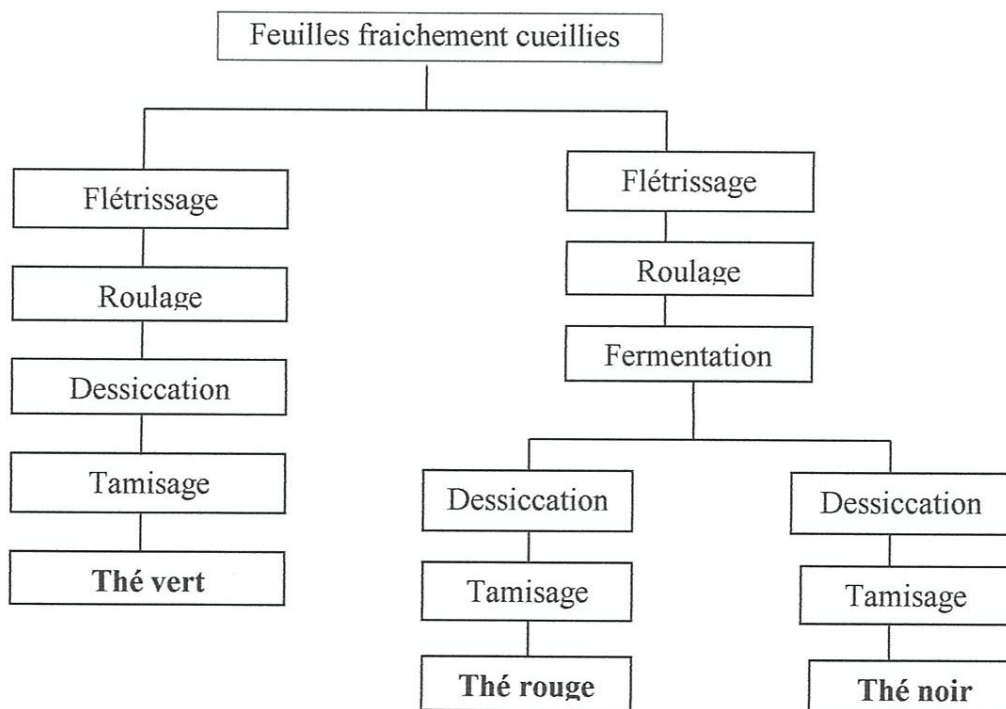 Feuilles fraichement cueillies
Flétrissage
Roulage
Dessiccation
Tamisage
Thé vert
Flétrissage
Roulage
Fermentation
Dessiccation
Tamisage
Thé rouge
Dessiccation
Tamisage
Thé noir